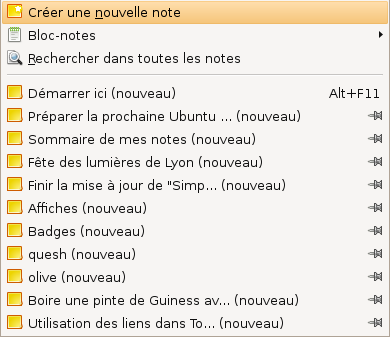 Créer une nouvelle note
Bloc-notes
Rechercher dans toutes les notes
Démarrer ici (nouveau) Alt+F11
Préparer la prochaine Ubuntu ... (nouveau)
Sommaire de mes notes (nouveau)
Fête des lumières de Lyon (nouveau)
Finir la mise à jour de "Simp... (nouveau)
Affiches (nouveau)
Badges (nouveau)
quesh (nouveau)
olive (nouveau)
Boire une pinte de Guiness av... (nouveau)
Utilisation des liens dans To... (nouveau)